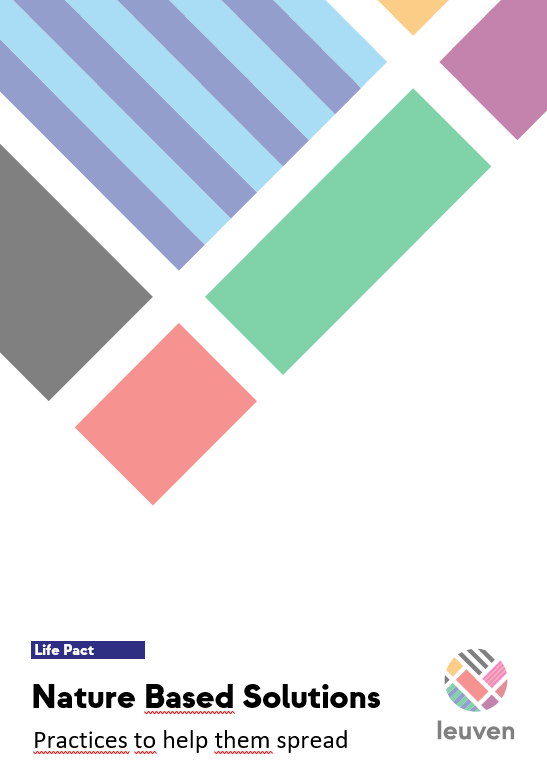 Life Pact
Nature Based Solutions
Practices to help them spread
leuven